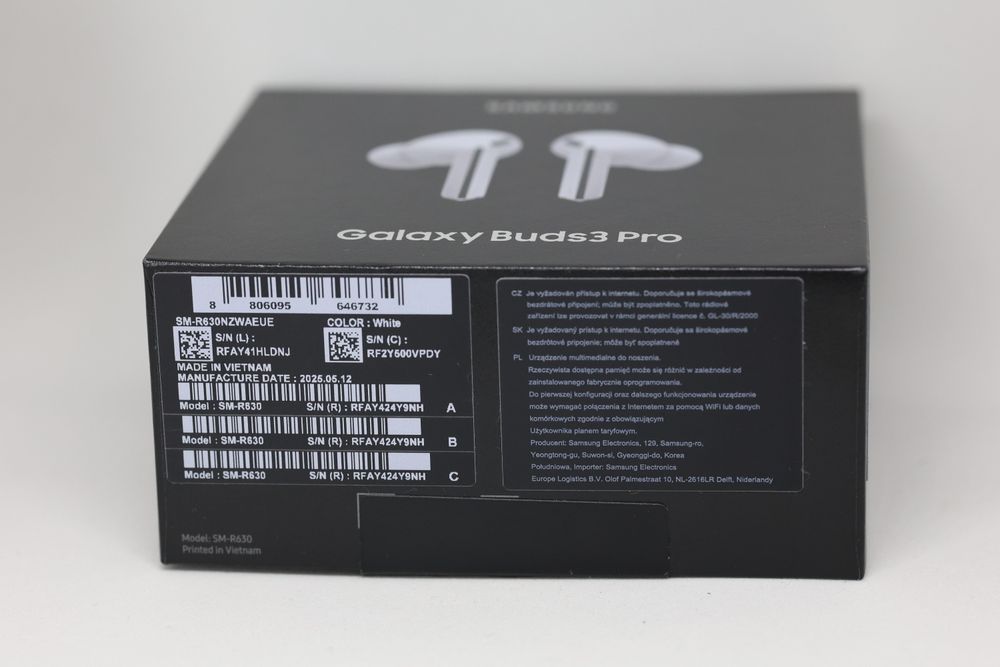 SAMSUNG
Galaxy Buds3 Pro
8 806095 646732
SM-R630NZWAEUE COLOR : White
S/N (L) : S/N (C) :
RFAY41HLDNJ RF2Y500VPDY
MADE IN VIETNAM
MANUFACTURE DATE : 2025.05.12
Model : SM-R630 S/N (R) : RFAY424Y9NH A
Model : SM-R630 S/N (R) : RFAY424Y9NH B
Model : SM-R630 S/N (R) : RFAY424Y9NH C
CZ Je vyžadován přístup k internetu. Doporučuje se širokopásmové
bezdrátové připojení; může být zpoplatněno. Toto rádiové
zařízení lze provozovat v rámci generální licence č. GL-30/R/2000
SK Je vyžadovaný prístup k internetu. Doporučuje sa širokopásmové
bezdrôtové pripojenie; môže byť spoplatnené
PL Urządzenie multimedialne do noszenia.
Rzeczywista dostępna pamięć może się różnić w zależności od
zainstalowanego fabrycznie oprogramowania.
Do pierwszej konfiguracji oraz dalszego funkcjonowania urządzenie
może wymagać połączenia z Internetem za pomocą WIFI lub danych
komórkowych zgodnie z obowiązującym
Użytkownika planem taryfowym.
Producent: Samsung Electronics, 129, Samsung-ro,
Yeongtong-gu, Suwon-si, Gyeonggi-do, Korea
Południowa, Importer: Samsung Electronics
Europe Logistics B.V. Olof Palmestraat 10, NL-2616LR Delft, Niderlandy
Model: SM-R630
Printed in Vietnam